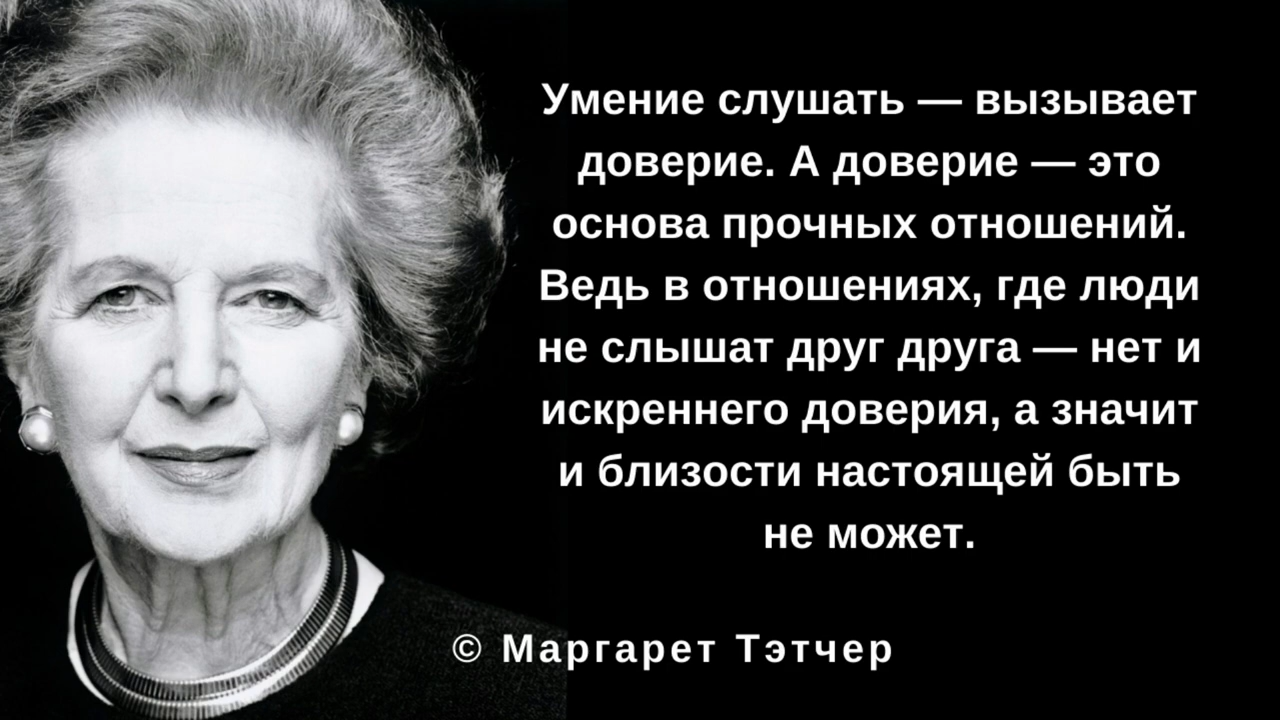 Умение слушать — вызывает
доверие. А доверие — это
основа прочных отношений.
Ведь в отношениях, где люди
не слышат друг друга — нет и
искреннего доверия, а значит
и близости настоящей быть
не может.
© Маргарет Тэтчер